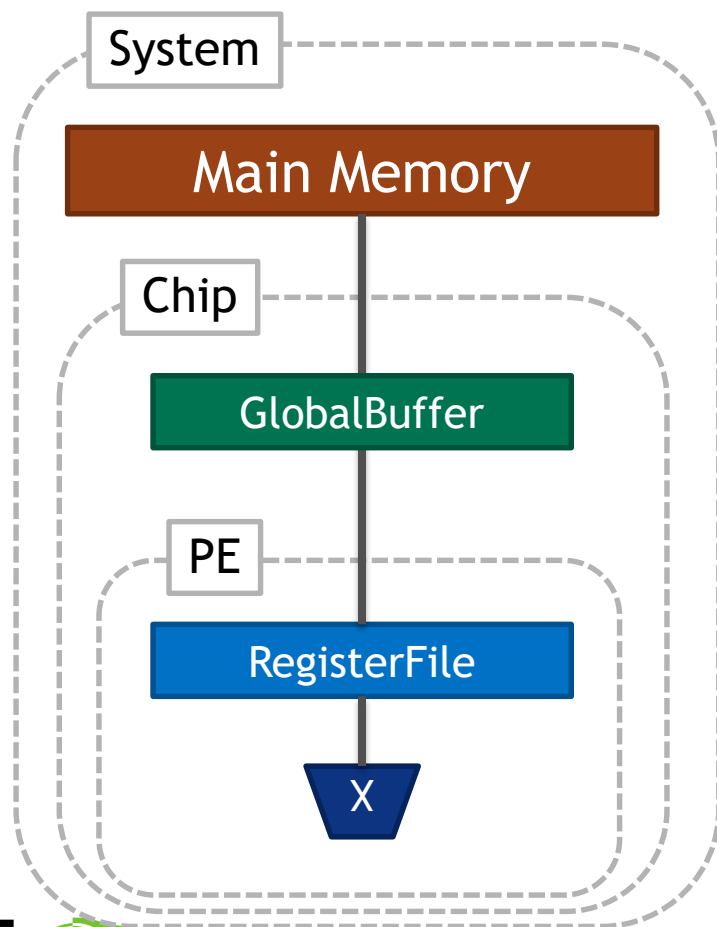 System
Main Memory
Chip
GlobalBuffer
PE
RegisterFile
X